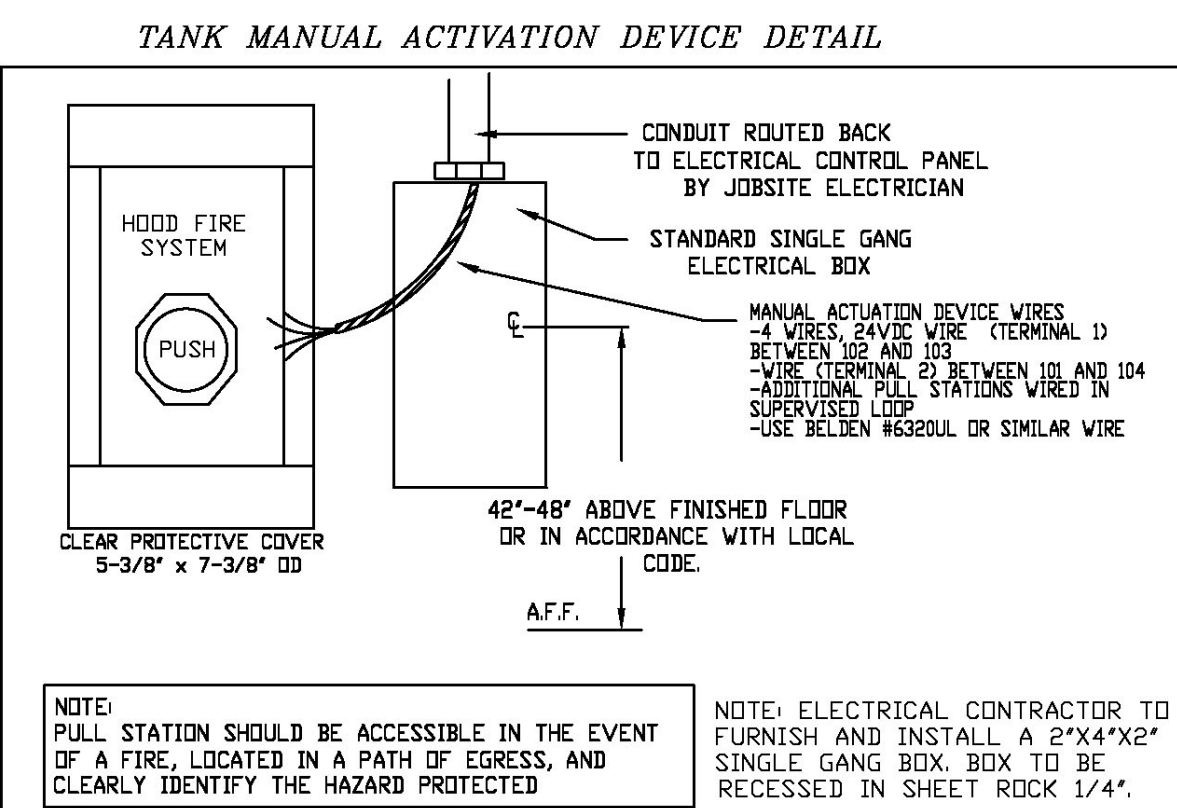 TANK MANUAL ACTIVATION DEVICE DETAIL
HOOD FIRE
SYSTEM
PUSH
CLEAR PROTECTIVE COVER
5-3/8" x 7-3/8" OD
CONDUIT ROUTED BACK
TO ELECTRICAL CONTROL PANEL
BY JOBSITE ELECTRICIAN
STANDARD SINGLE GANG
ELECTRICAL BOX
MANUAL ACTUATION DEVICE WIRES
-4 WIRES, 24VDC WIRE (TERMINAL 1)
BETWEEN 102 AND 103
-WIRE (TERMINAL 2) BETWEEN 101 AND 104
-ADDITIONAL PULL STATIONS WIRED IN
SUPERVISED LOOP
-USE BELDEN #6320UL OR SIMILAR WIRE
℄
42"-48" ABOVE FINISHED FLOOR
OR IN ACCORDANCE WITH LOCAL
CODE.
A.F.F.
NOTE:
PULL STATION SHOULD BE ACCESSIBLE IN THE EVENT
OF A FIRE, LOCATED IN A PATH OF EGRESS, AND
CLEARLY IDENTIFY THE HAZARD PROTECTED
NOTE: ELECTRICAL CONTRACTOR TO
FURNISH AND INSTALL A 2"X4"X2"
SINGLE GANG BOX. BOX TO BE
RECESSED IN SHEET ROCK 1/4".